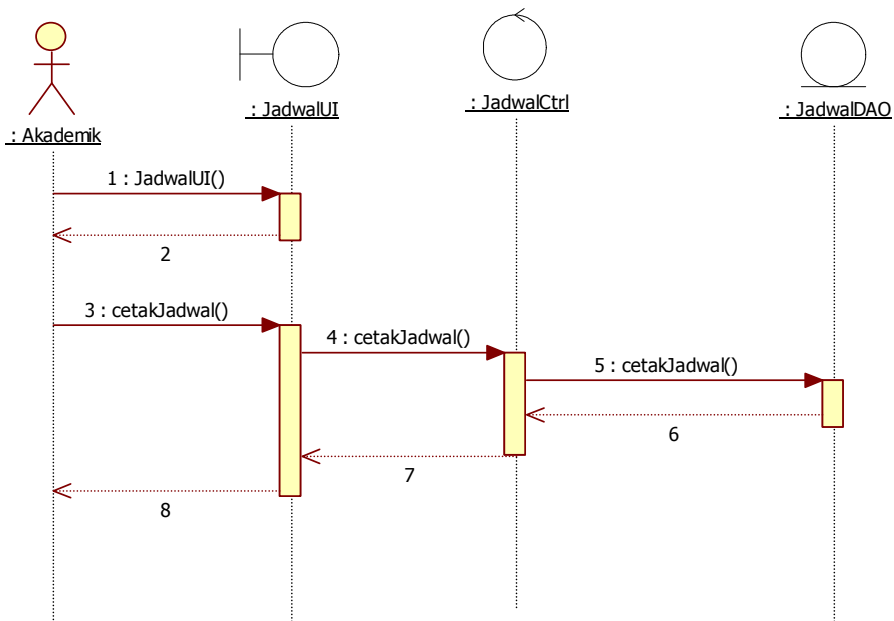 : JadwalUI
: JadwalCtrl
: JadwalDAO
: Akademik
1 : JadwalUI()
2
3 : cetakJadwal()
4 : cetakJadwal()
5 : cetakJadwal()
6
7
8